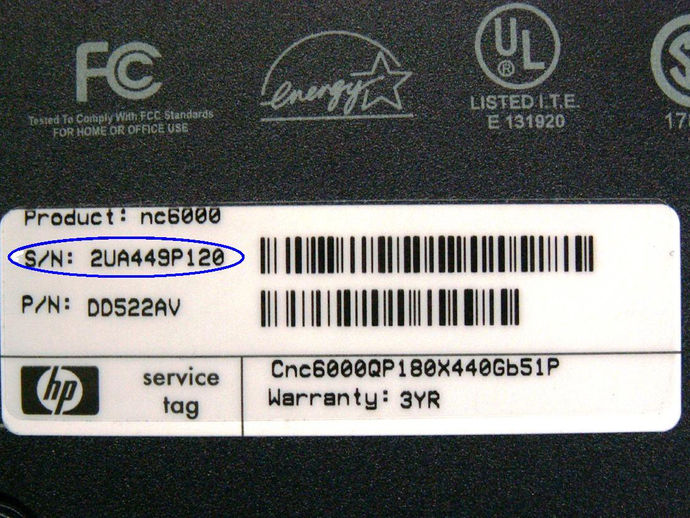 FC
energy
UL
®
LISTED I.T.E.
E 131920
Tested To Comply With FCC Standards
FOR HOME OR OFFICE USE
17
Product: nc6000
S/N: 2UA449P120
P/N: DD522AV
hp
service
tag
Cnc6000QP180X440Gb51P
Warranty: 3YR